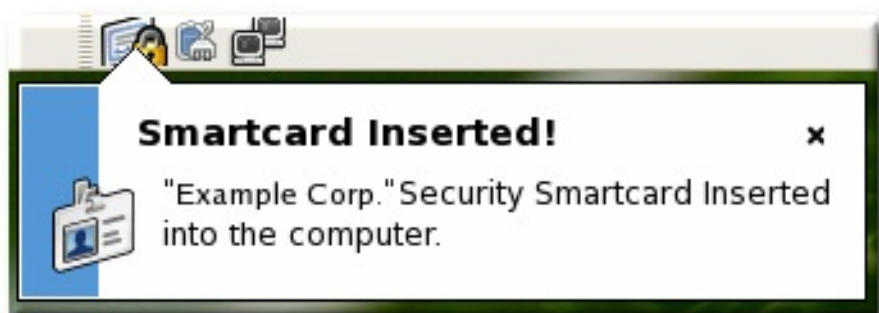 Smartcard Inserted!
"Example Corp."Security Smartcard Inserted
into the computer.